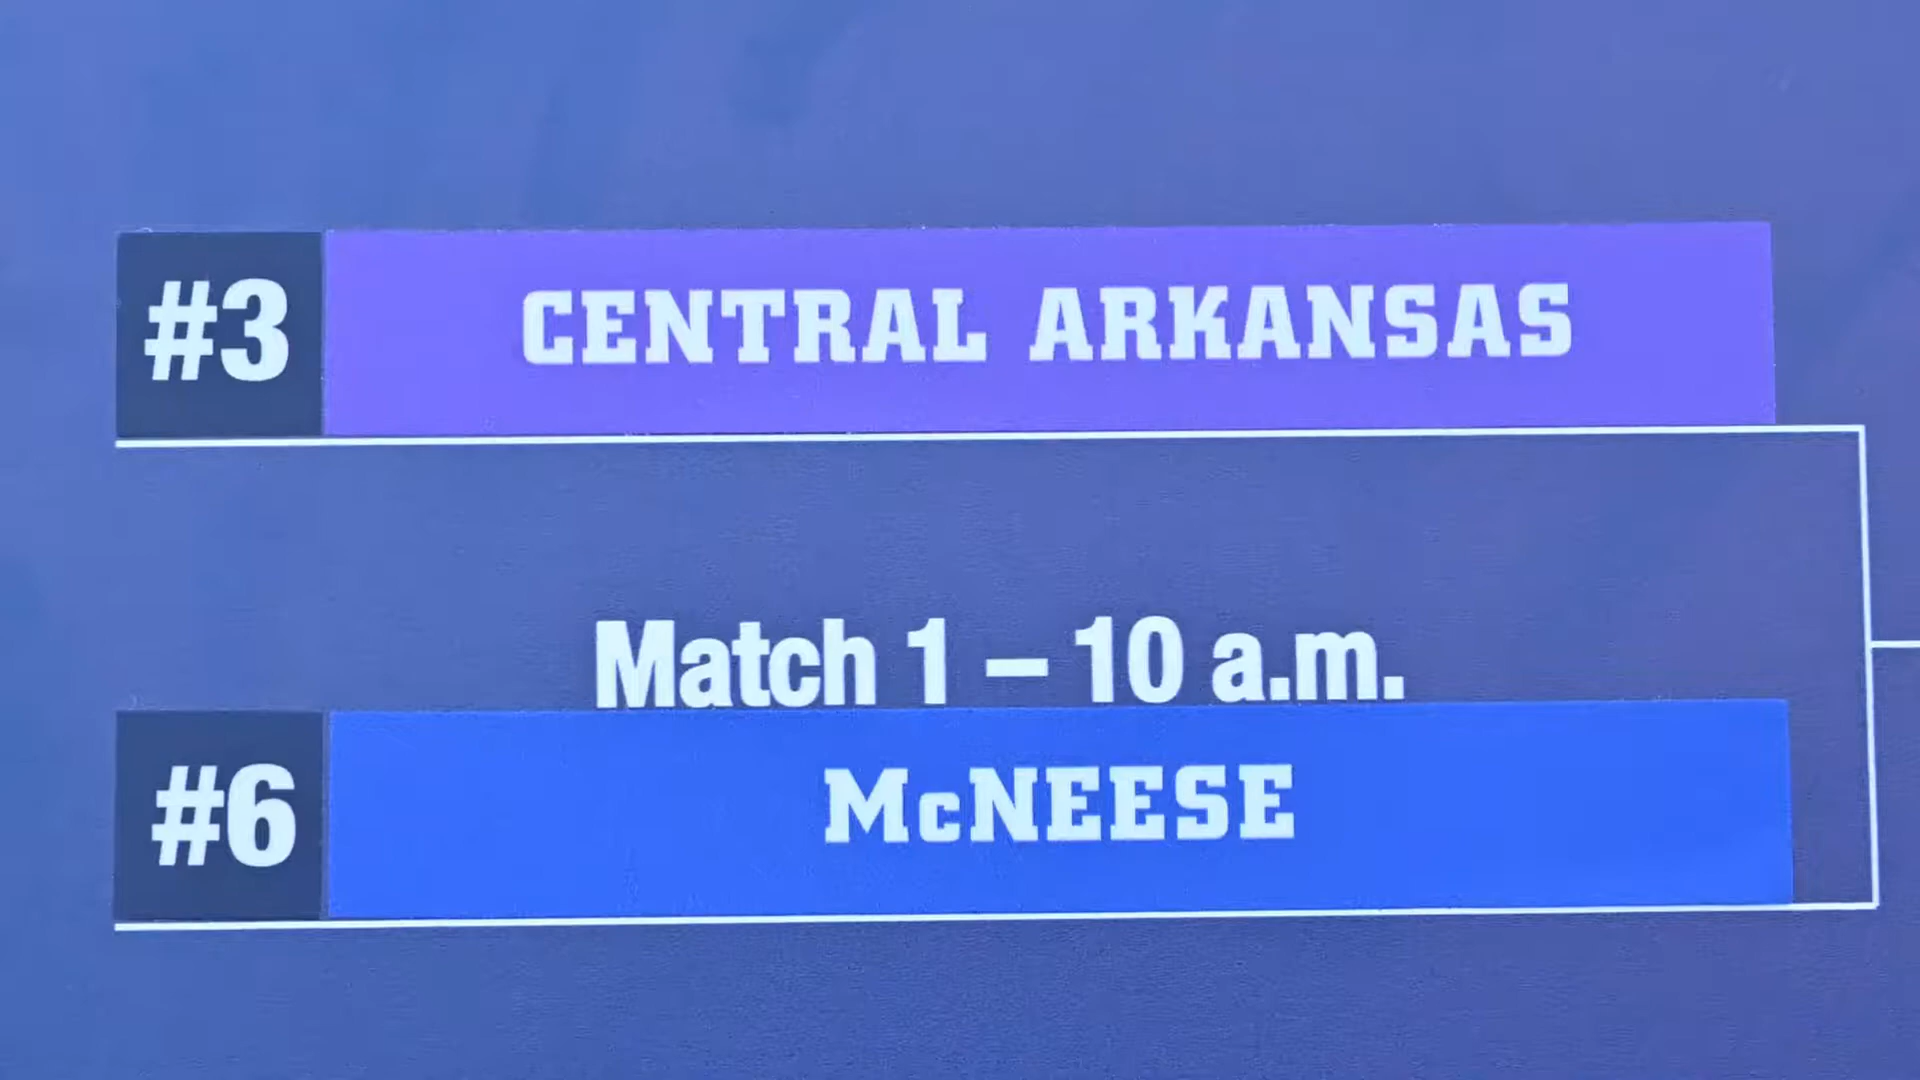 #3 CENTRAL ARKANSAS
Match 1 – 10 a.m.
#6 McNEESE